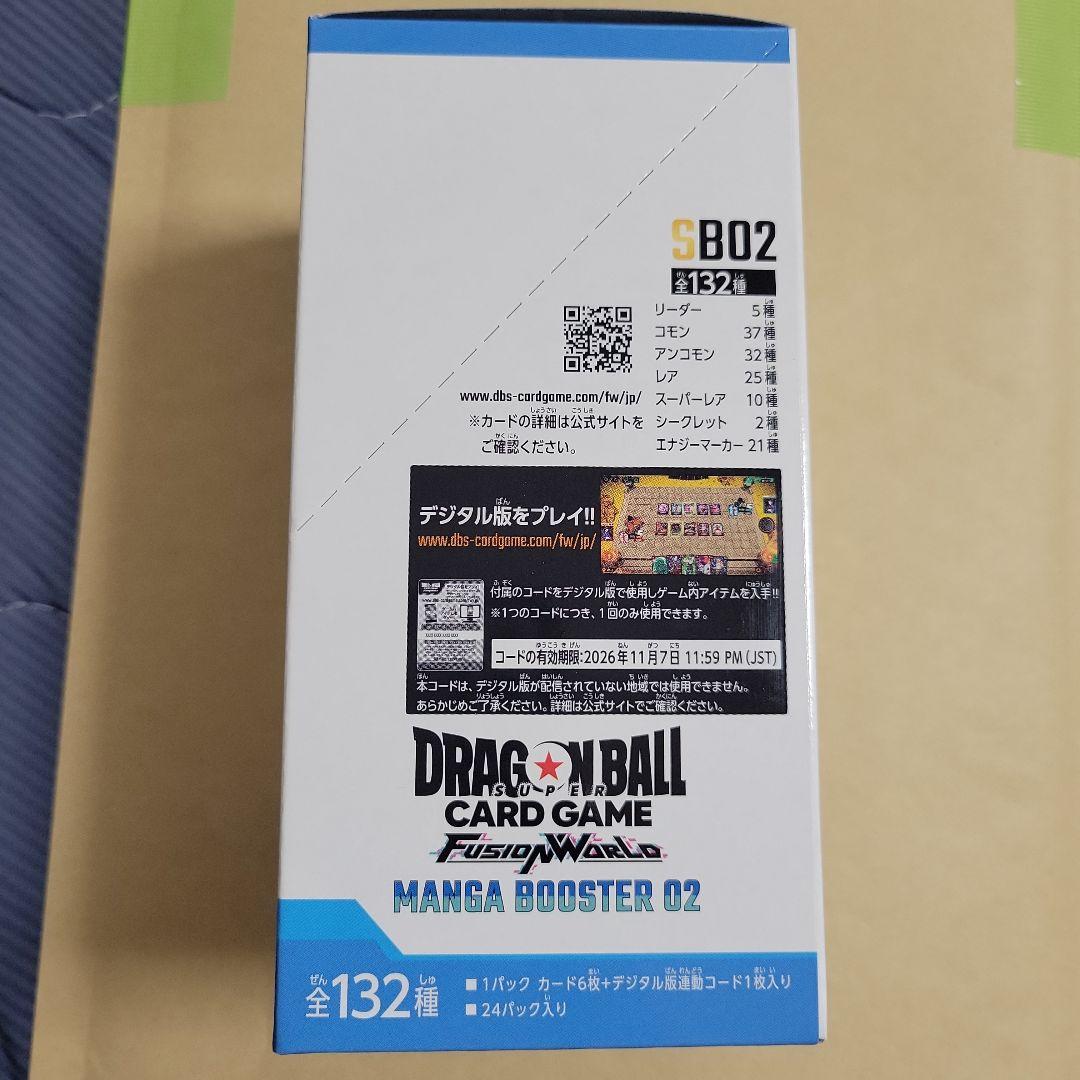 SB02
全132種
リーダー 5種
コモン 37種
アンコモン 32種
レア 25種
スーパーレア 10種
シークレット 2種
エナジーマーカー 21種
www.dbs-cardgame.com/fw/jp/
※カードの詳細は公式サイトを
ご確認ください。
デジタル版をプレイ!!
www.dbs-cardgame.com/fw/jp/
付属のコードをデジタル版で使用しゲーム内アイテムを入手!!
※1つのコードにつき、1回のみ使用できます。
コードの有効期限:2026年11月7日 11:59 PM (JST)
本コードは、デジタル版が配信されていない地域では使用できません。
あらかじめご了承ください。詳細は公式サイトでご確認ください。
DRAGON BALL
SUPER
CARD GAME
FUSION WORLD
MANGA BOOSTER 02
全132種
■1パック カード6枚+デジタル版連動コード1枚入り
■24パック入り